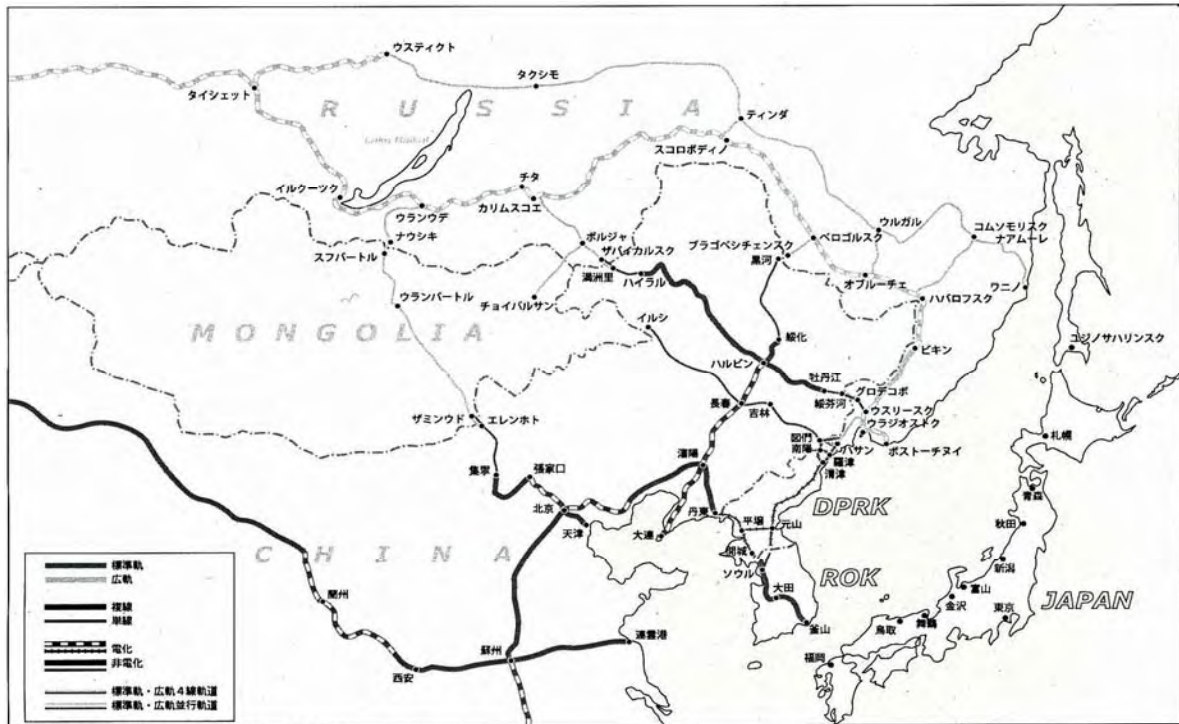 ウスティクト
タクシモ
タイシェット
RUSSIA
Lake Baikal
ティンダ
スコロボディノ
イルクーツク
チタ
ウランウデ
カリムスコエ
ナウシキ
スフバートル
ボルジャ
ザバイカルスク
満洲里
ハイラル
ブラゴベシチェンスク
黒河
ベロゴルスク
ウルガル
コムソモリスク
ナアムーレ
オブルーチェ
ワニノ
ハバロフスク
ウランバートル
チョイバルサン
MONGOLIA
イルシ
綏化
ハルビン
ビキン
ユジノサハリンスク
牡丹江
グロデコボ
綏芬河
ウスリースク
ウラジオストク
ボストーチヌイ
ザミンウド
エレンホト
長春
吉林
図們
南陽
ハサン
羅津
清津
札幌
集寧
張家口
瀋陽
北京
天津
大連
丹東
平壌
元山
DPRK
青森
秋田
CHINA
開城
ソウル
ROK
新潟
蘭州
大田
釜山
富山
金沢
東京
JAPAN
鳥取
舞鶴
福岡
連雲港
蘇州
西安
標準軌
広軌
複線
単線
電化
非電化
標準軌・広軌４線軌道
標準軌・広軌並行軌道